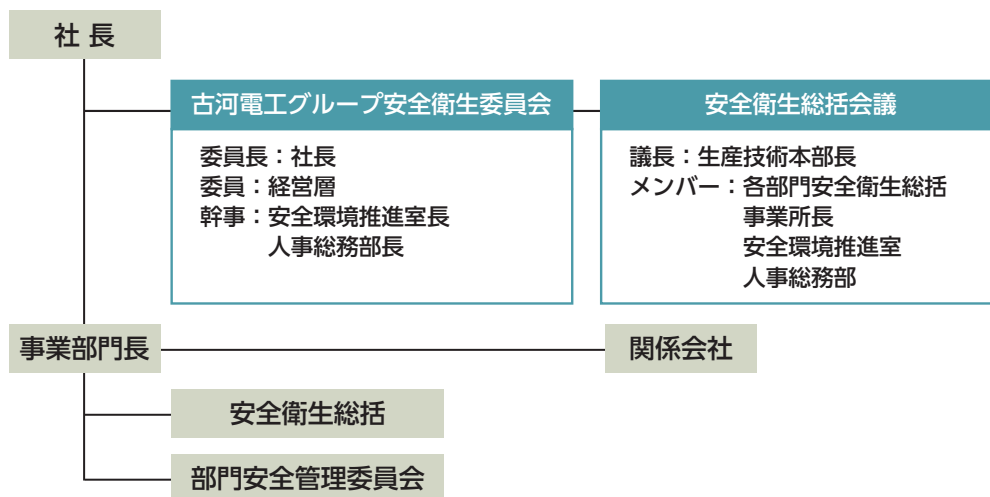 社 長
古河電工グループ安全衛生委員会
委員長：社長
委員：経営層
幹事：安全環境推進室長
人事総務部長
安全衛生総括会議
議長：生産技術本部長
メンバー：各部門安全衛生総括
事業所長
安全環境推進室
人事総務部
事業部門長
関係会社
安全衛生総括
部門安全管理委員会